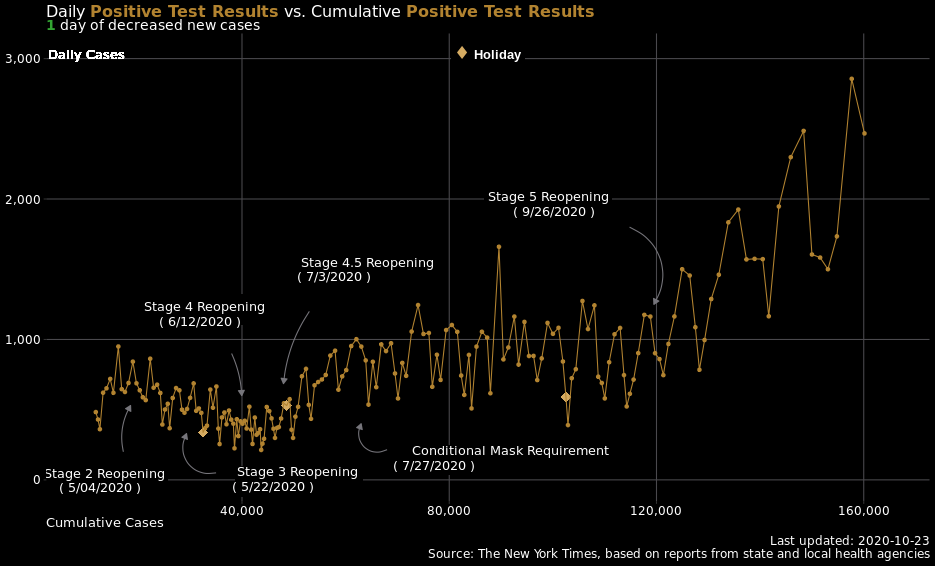 Daily Positive Test Results vs. Cumulative Positive Test Results
1 day of decreased new cases
Daily Cases
Holiday
3,000
2,000
1,000
0
Stage 5 Reopening
( 9/26/2020 )
Stage 4.5 Reopening
( 7/3/2020 )
Stage 4 Reopening
( 6/12/2020 )
Conditional Mask Requirement
( 7/27/2020 )
Stage 2 Reopening
( 5/04/2020 )
Stage 3 Reopening
( 5/22/2020 )
40,000
80,000
120,000
160,000
Cumulative Cases
Last updated: 2020-10-23
Source: The New York Times, based on reports from state and local health agencies